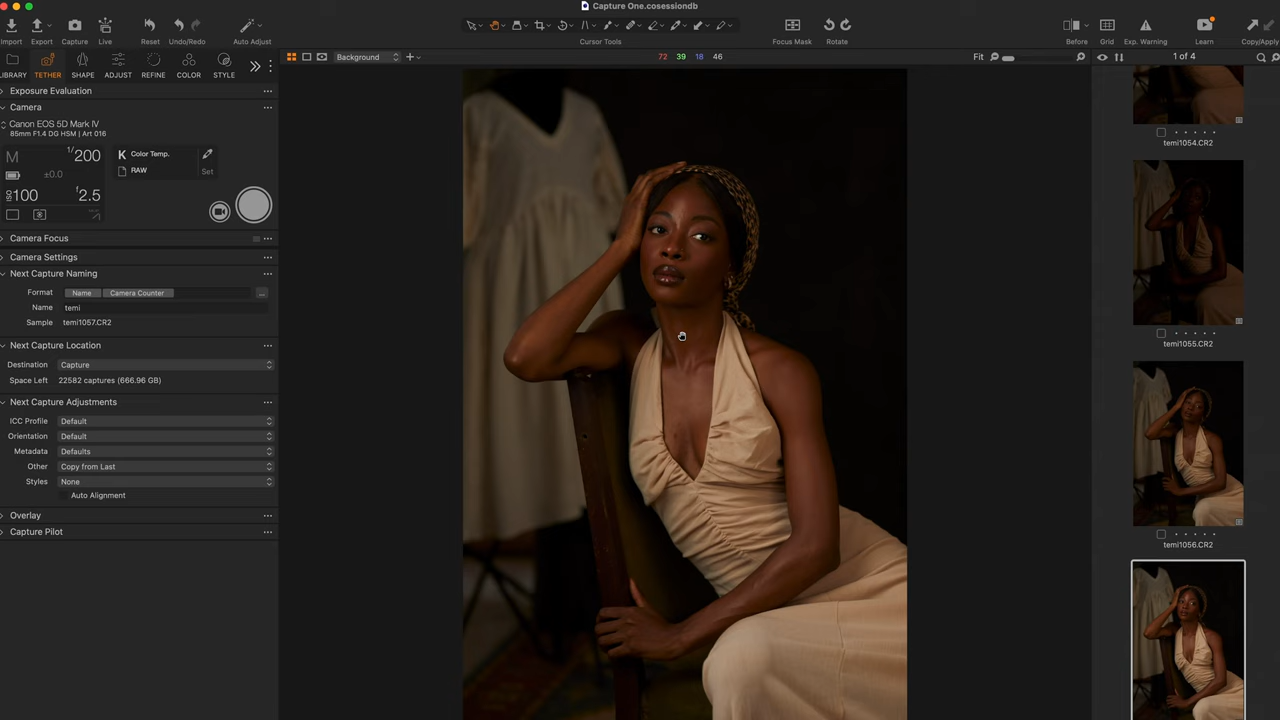 Capture One.cosessiondb
Import Export Capture Live Reset Undo/Redo Auto Adjust Cursor Tools Focus Mask Rotate Before Grid Exp. Warning Learn Copy/Apply
LIBRARY TETHER SHAPE ADJUST REFINE COLOR STYLE
Background
72 39 18 46
Fit
1 of 4
Exposure Evaluation
Camera
Canon EOS 5D Mark IV
85mm F1.4 DG HSM | Art 016
M 1/200
±0.0
ISO 100 f 2.5
K Color Temp.
RAW
Set
Camera Focus
Camera Settings
Next Capture Naming
Format Name Camera Counter ...
Name temi
Sample temi1057.CR2
Next Capture Location
Destination Capture
Space Left 22582 captures (666.96 GB)
Next Capture Adjustments
ICC Profile Default
Orientation Default
Metadata Defaults
Other Copy from Last
Styles None
Auto Alignment
Overlay
Capture Pilot
temi1054.CR2
temi1055.CR2
temi1056.CR2